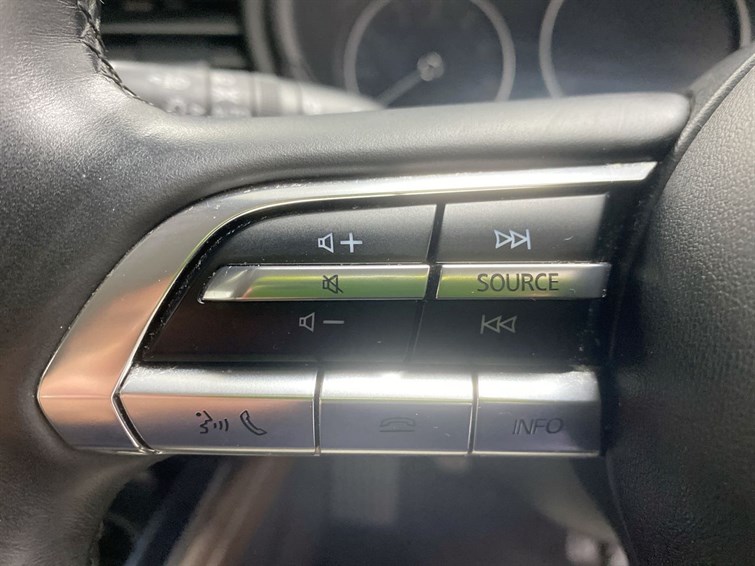 +
SOURCE
-
INFO